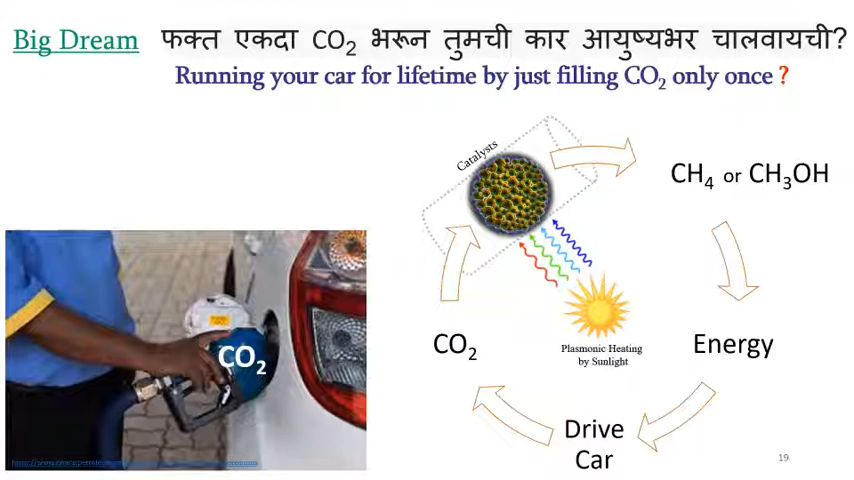 Big Dream फक्त एकदा CO₂ भरून तुमची कार आयुष्यभर चालवायची?
Running your car for lifetime by just filling CO₂ only once ?
Catalysts
CH₄ or CH₃OH
CO₂
CO₂
Energy
Plasmonic Heating
by Sunlight
Drive
Car
19